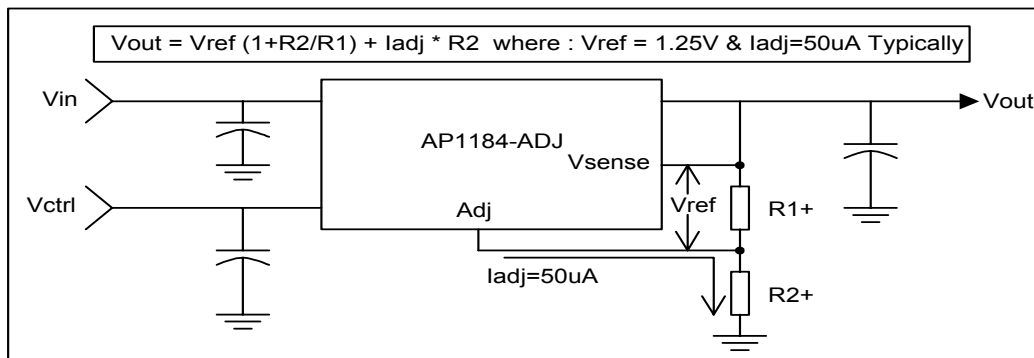 Vout = Vref (1+R2/R1) + Iadj * R2 where : Vref = 1.25V & Iadj=50uA Typically
Vin
Vout
AP1184-ADJ
Vsense
Vctrl
Adj
Vref
R1+
Iadj=50uA
R2+